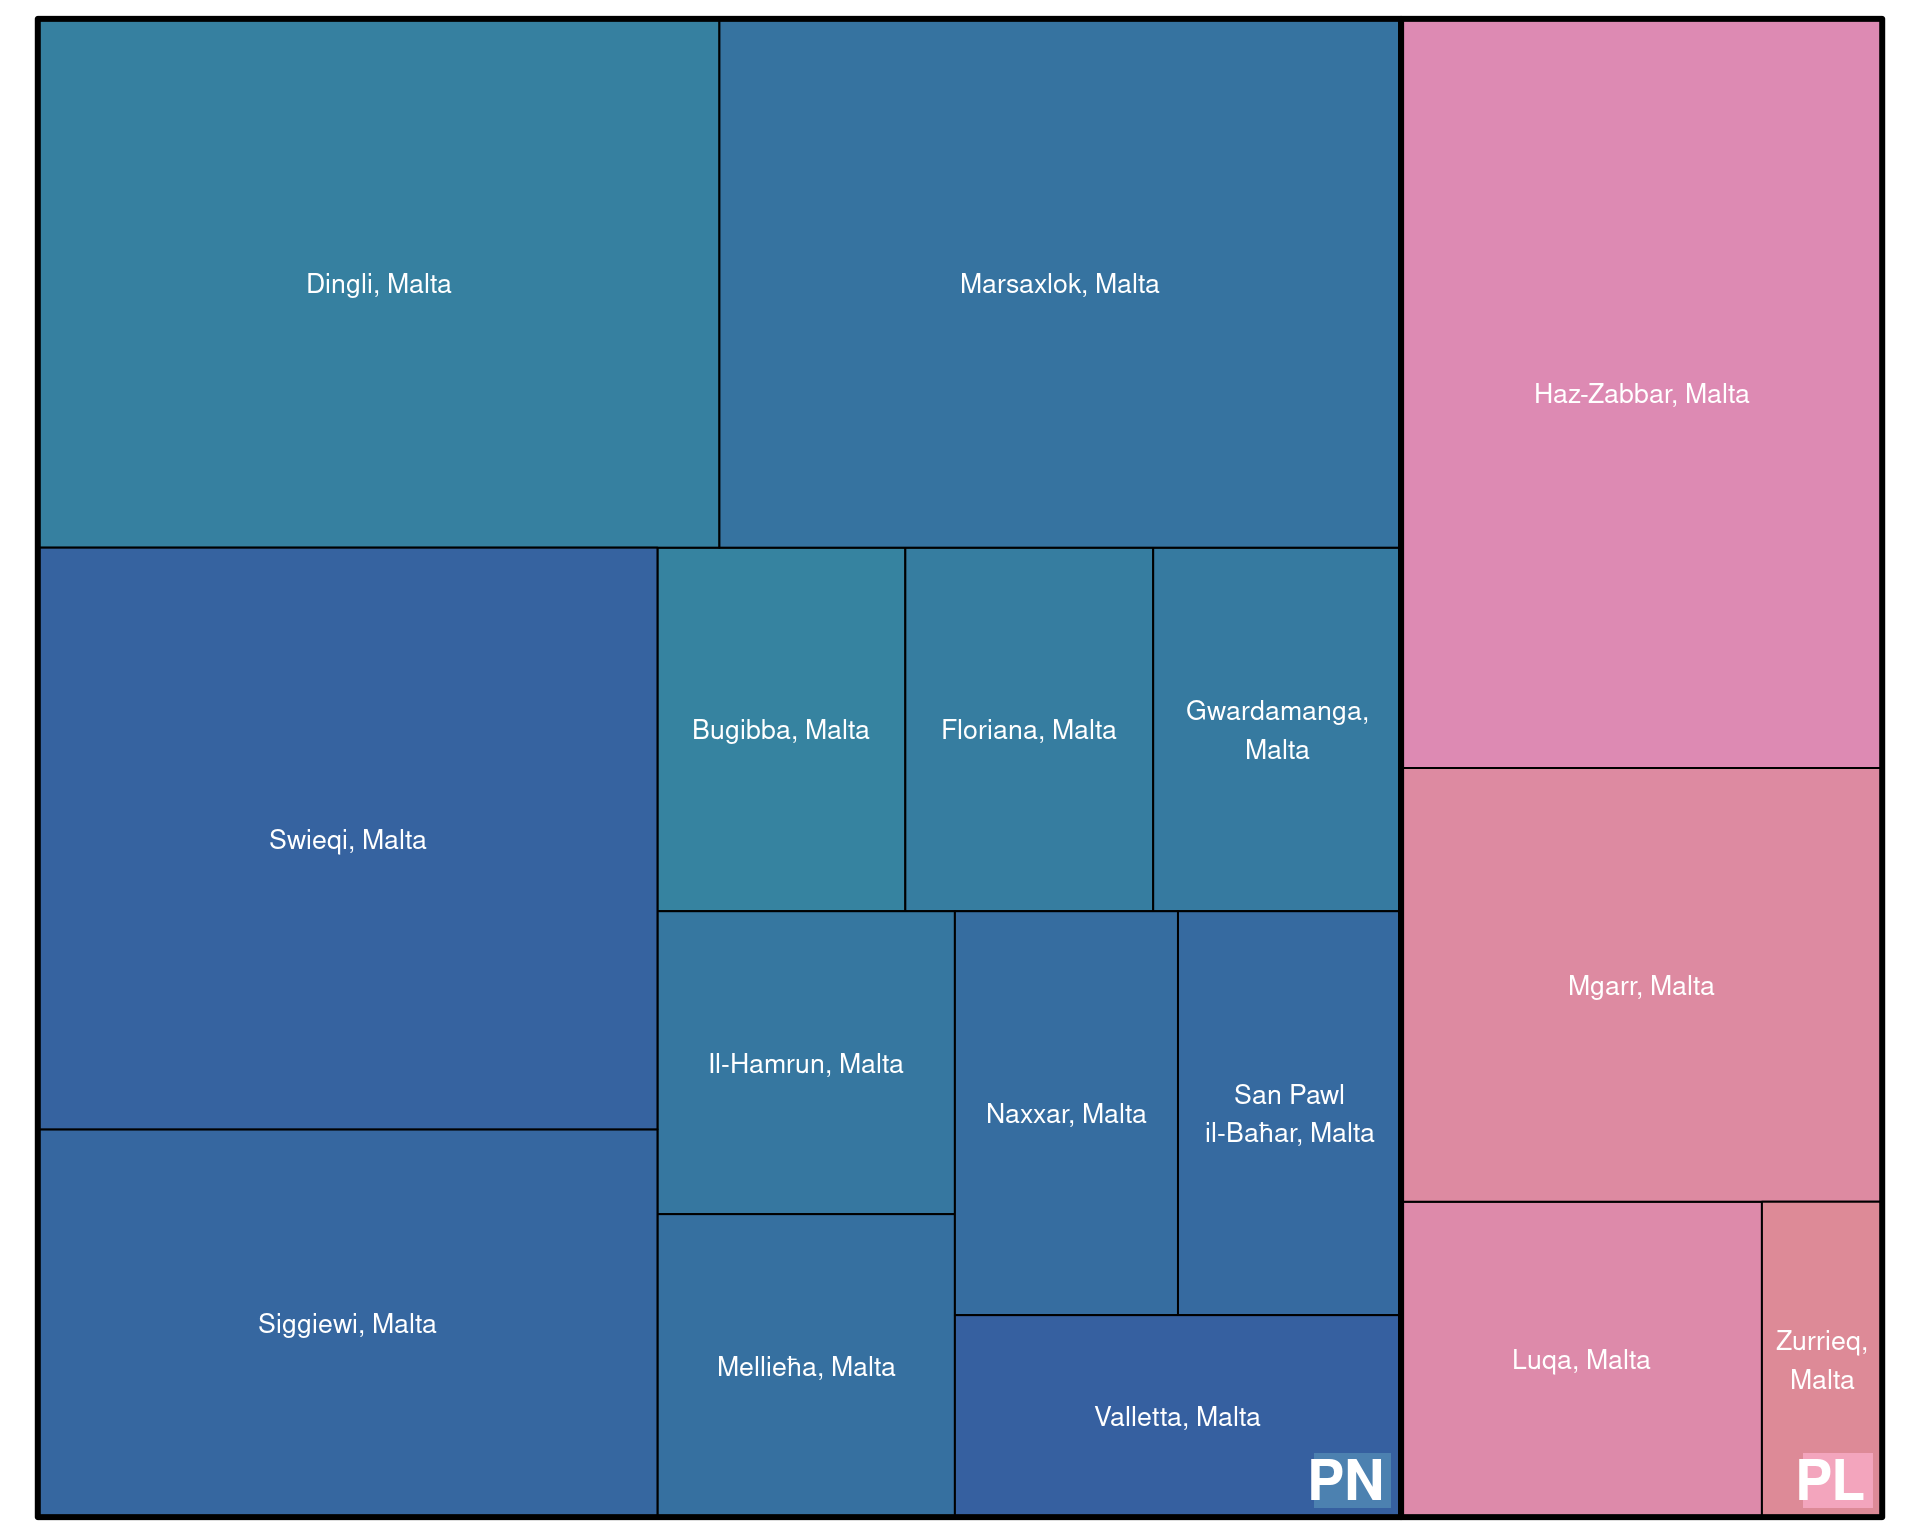 Dingli, Malta
Marsaxlok, Malta
Haz-Zabbar, Malta
Swieqi, Malta
Bugibba, Malta
Floriana, Malta
Gwardamanga,
Malta
Mgarr, Malta
Il-Hamrun, Malta
Naxxar, Malta
San Pawl
il-Baħar, Malta
Siggiewi, Malta
Mellieħa, Malta
Valletta, Malta
Luqa, Malta
Zurrieq,
Malta
PN
PL